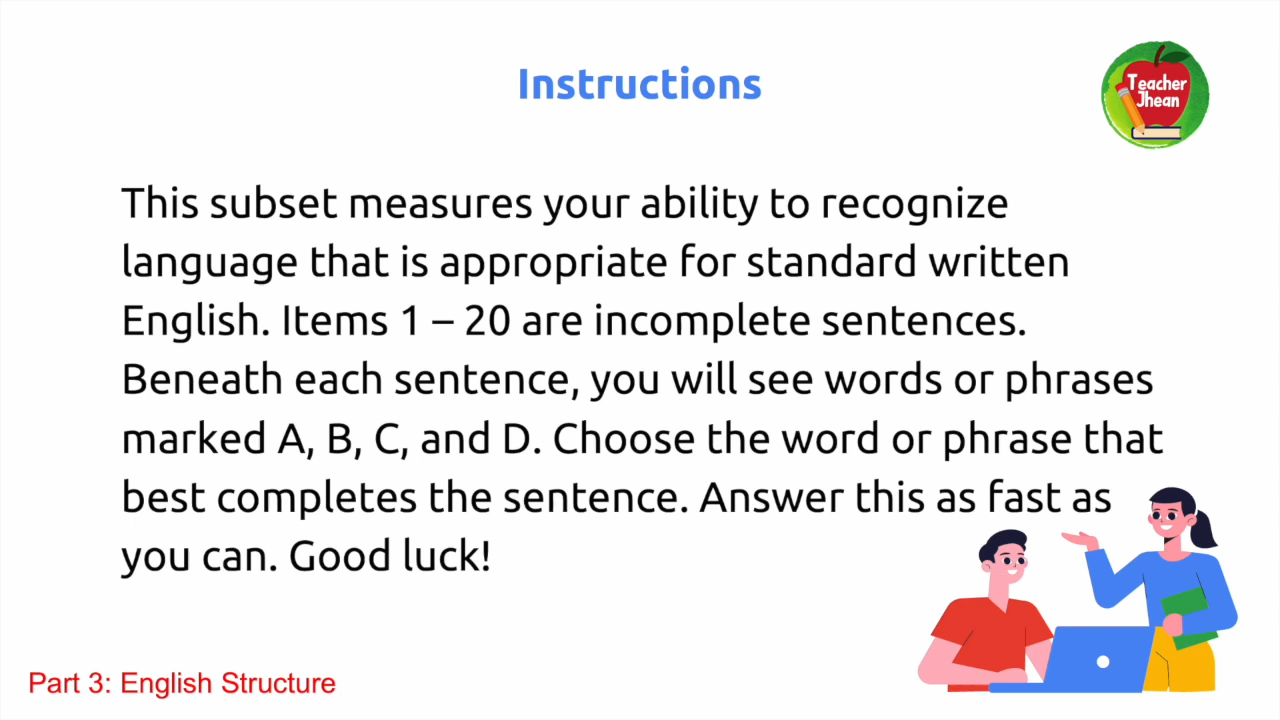 Instructions
Teacher
Jhean
This subset measures your ability to recognize
language that is appropriate for standard written
English. Items 1 – 20 are incomplete sentences.
Beneath each sentence, you will see words or phrases
marked A, B, C, and D. Choose the word or phrase that
best completes the sentence. Answer this as fast as
you can. Good luck!
Part 3: English Structure